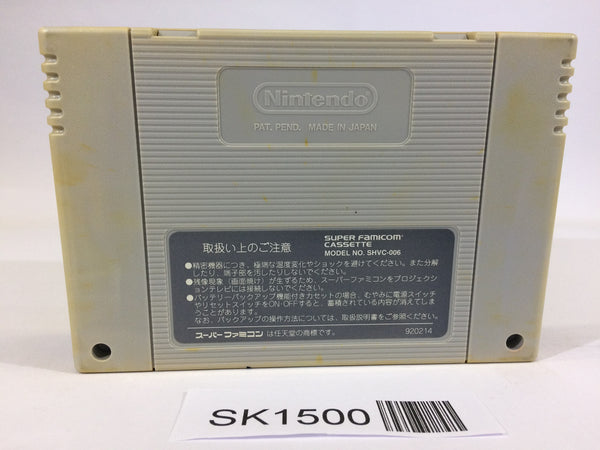 Nintendo
PAT. PEND. MADE IN JAPAN
取扱い上のご注意
SUPER FAMICOM
CASSETTE
MODEL NO. SHVC-006
●精密機器につき、極端な温度変化やショックを避けてください。また分解
したり、端子部を汚したりしないでください。
●残像現象（画面焼け）が生ずるため、スーパーファミコンをプロジェクシ
ョンテレビには接続しないでください。
●バッテリーバックアップ機能付きカセットの場合、むやみに電源スイッチ
やリセットスイッチをON・OFFすると、蓄積されている内容が消えてしま
うことがあります。
なお、バックアップの操作方法については、取扱説明書をご参照ください。
スーパーファミコン は任天堂の商標です。
920214
SK1500